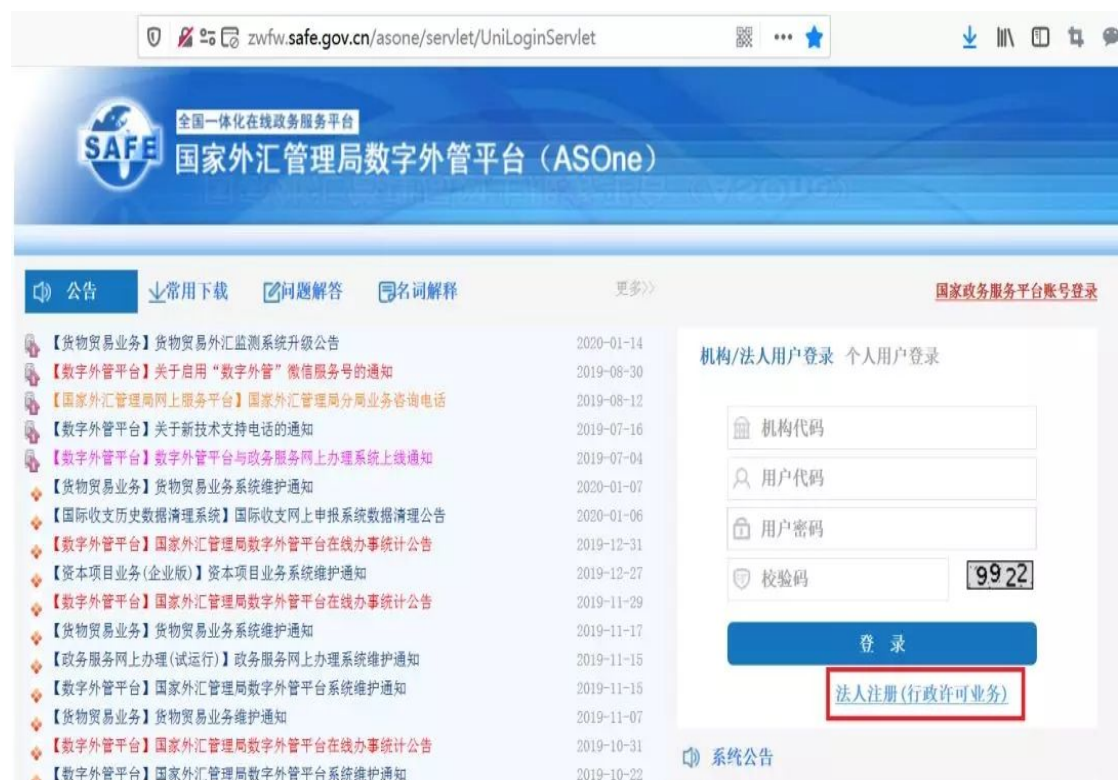 zwfw.safe.gov.cn/asone/servlet/UniLoginServlet
SAFE
全国一体化在线政务服务平台
国家外汇管理局数字外管平台（ASOne）
公告 常用下载 问题解答 名词解释 更多>>
国家政务服务平台账号登录
【货物贸易业务】货物贸易外汇监测系统升级公告 2020-01-14
【数字外管平台】关于启用“数字外管”微信服务号的通知 2019-08-30
【国家外汇管理局网上服务平台】国家外汇管理局分局业务咨询电话 2019-08-12
【数字外管平台】关于新技术支持电话的通知 2019-07-16
【数字外管平台】数字外管平台与政务服务网上办理系统上线通知 2019-07-04
【货物贸易业务】货物贸易业务系统维护通知 2020-01-07
【国际收支历史数据清理系统】国际收支网上申报系统数据清理公告 2020-01-06
【数字外管平台】国家外汇管理局数字外管平台在线办事统计公告 2019-12-31
【资本项目业务(企业版)】资本项目业务系统维护通知 2019-12-27
【数字外管平台】国家外汇管理局数字外管平台在线办事统计公告 2019-11-29
【货物贸易业务】货物贸易业务系统维护通知 2019-11-17
【政务服务网上办理(试运行)】政务服务网上办理系统维护通知 2019-11-15
【数字外管平台】国家外汇管理局数字外管平台系统维护通知 2019-11-15
【货物贸易业务】货物贸易业务维护通知 2019-11-07
【数字外管平台】国家外汇管理局数字外管平台在线办事统计公告 2019-10-31
【数字外管平台】国家外汇管理局数字外管平台系统维护通知 2019-10-22
机构/法人用户登录 个人用户登录
机构代码
用户代码
用户密码
校验码 9922
登 录
法人注册(行政许可业务)
系统公告